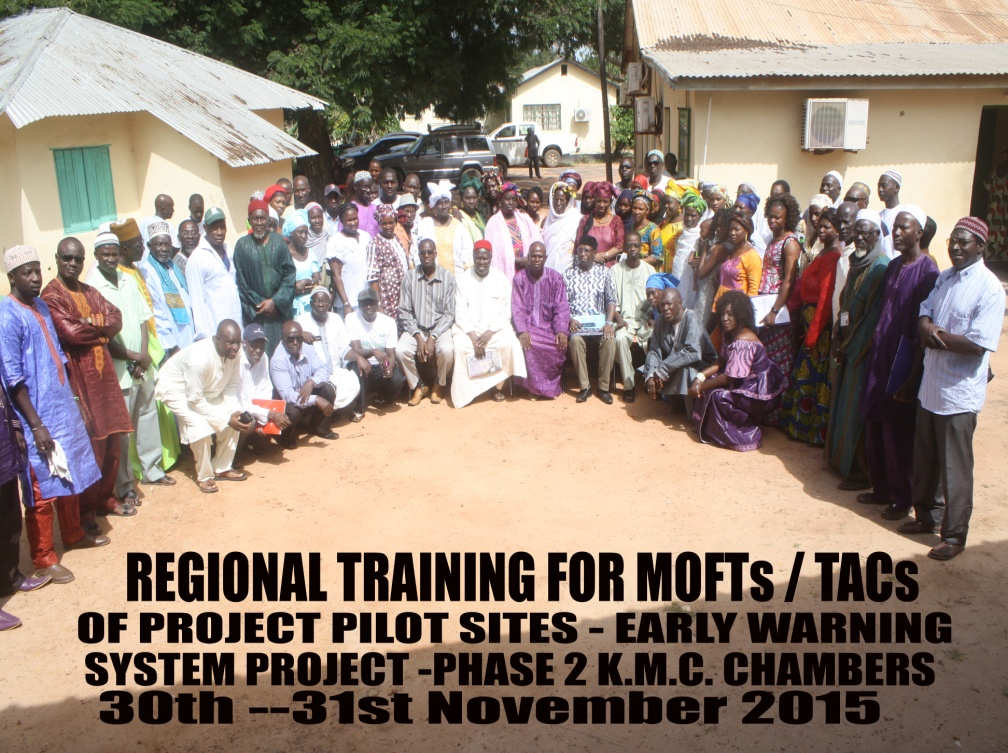 REGIONAL TRAINING FOR MOFTs / TACs
OF PROJECT PILOT SITES - EARLY WARNING
SYSTEM PROJECT -PHASE 2 K.M.C. CHAMBERS
30th --31st November 2015